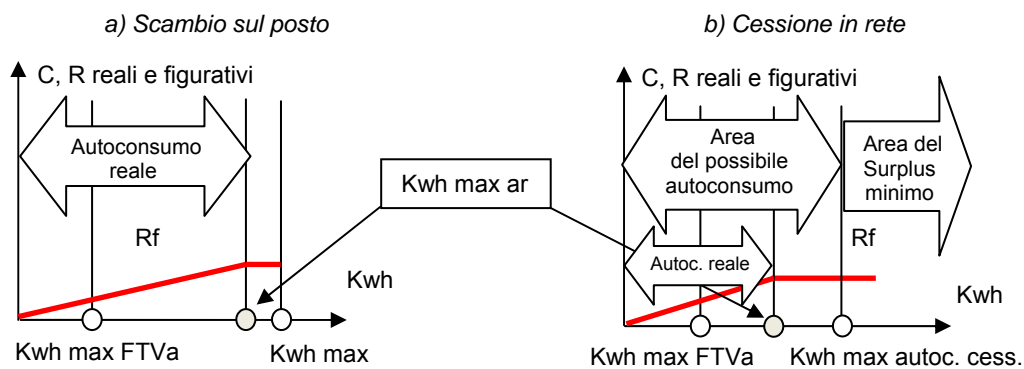 a) Scambio sul posto
C, R reali e figurativi
Autoconsumo
reale
Rf
Kwh
Kwh max FTVa
Kwh max
Kwh max ar
b) Cessione in rete
C, R reali e figurativi
Area
del possibile
autoconsumo
Area del
Surplus
minimo
Rf
Autoc. reale
Kwh
Kwh max FTVa
Kwh max autoc. cess.